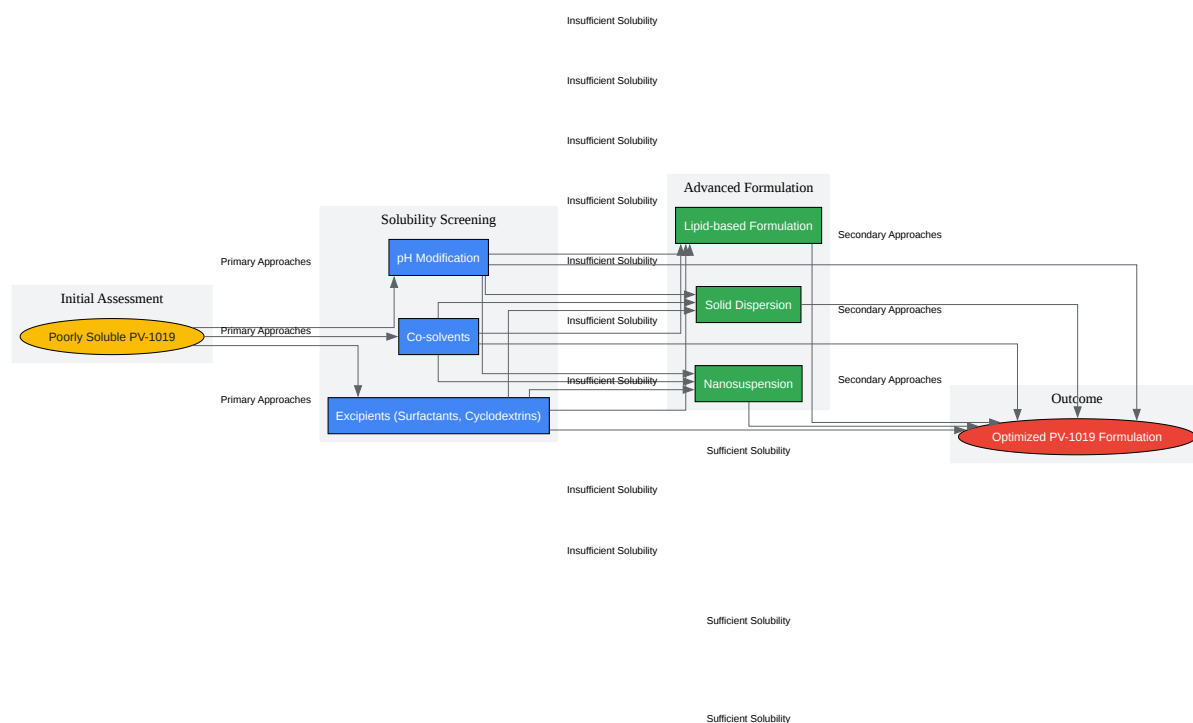 Insufficient Solubility
Insufficient Solubility
Insufficient Solubility
Advanced Formulation
Insufficient Solubility
Solubility Screening
Lipid-based Formulation
Secondary Approaches
pH Modification
Primary Approaches
Insufficient Solubility
Initial Assessment
Solid Dispersion
Secondary Approaches
Insufficient Solubility
Primary Approaches
Poorly Soluble PV-1019
Co-solvents
Insufficient Solubility
Nanosuspension
Secondary Approaches
Primary Approaches
Outcome
Excipients (Surfactants, Cyclodextrins)
Optimized PV-1019 Formulation
Sufficient Solubility
Insufficient Solubility
Insufficient Solubility
Sufficient Solubility
Sufficient Solubility